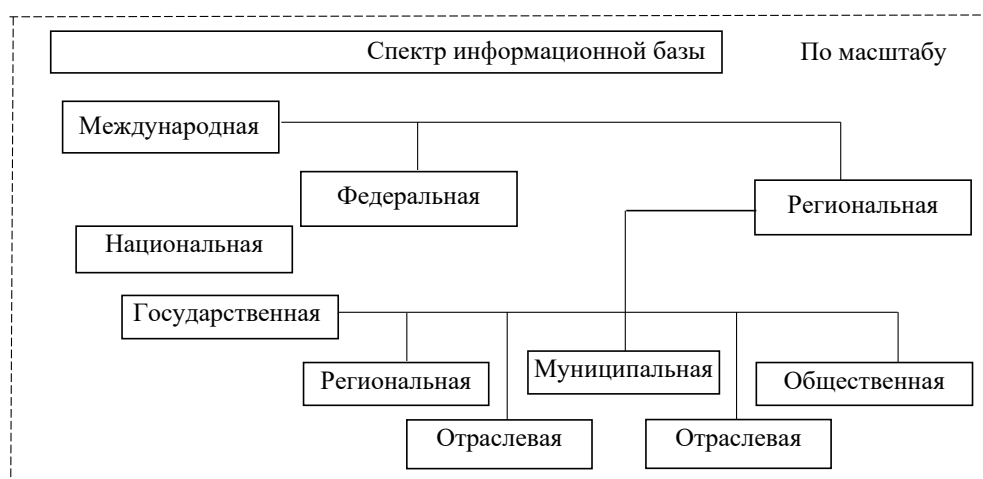 Спектр информационной базы
По масштабу
Международная
Федеральная
Региональная
Национальная
Государственная
Региональная
Муниципальная
Общественная
Отраслевая
Отраслевая